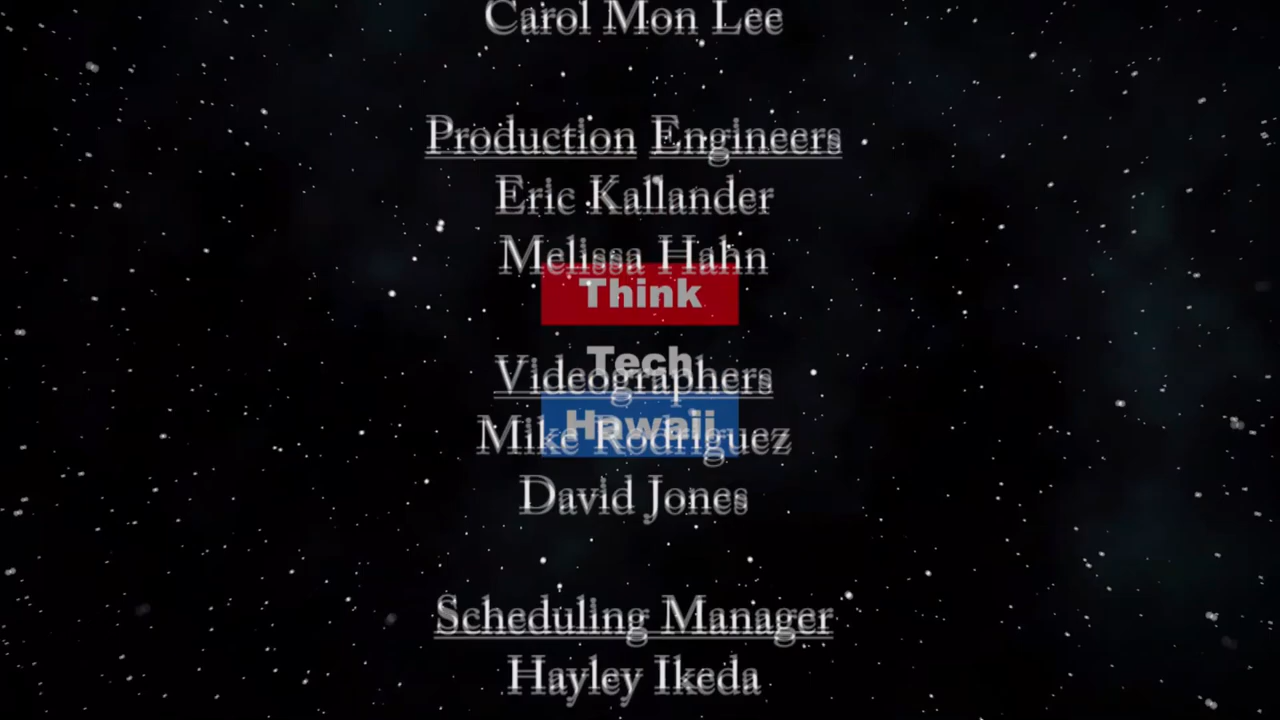 Carol Mon Lee
Production Engineers
Eric Kallander
Melissa Hahn
Think
Tech
Videographers
Hawaii
Mike Rodriguez
David Jones
Scheduling Manager
Hayley Ikeda